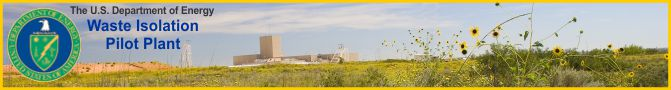 The U.S. Department of Energy
Waste Isolation
Pilot Plant